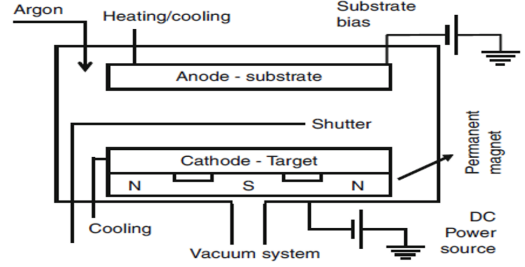 Argon
Heating/cooling
Substrate
bias
Anode - substrate
Shutter
Permanent
magnet
Cathode - Target
N
S
N
Cooling
Vacuum system
DC
Power
source